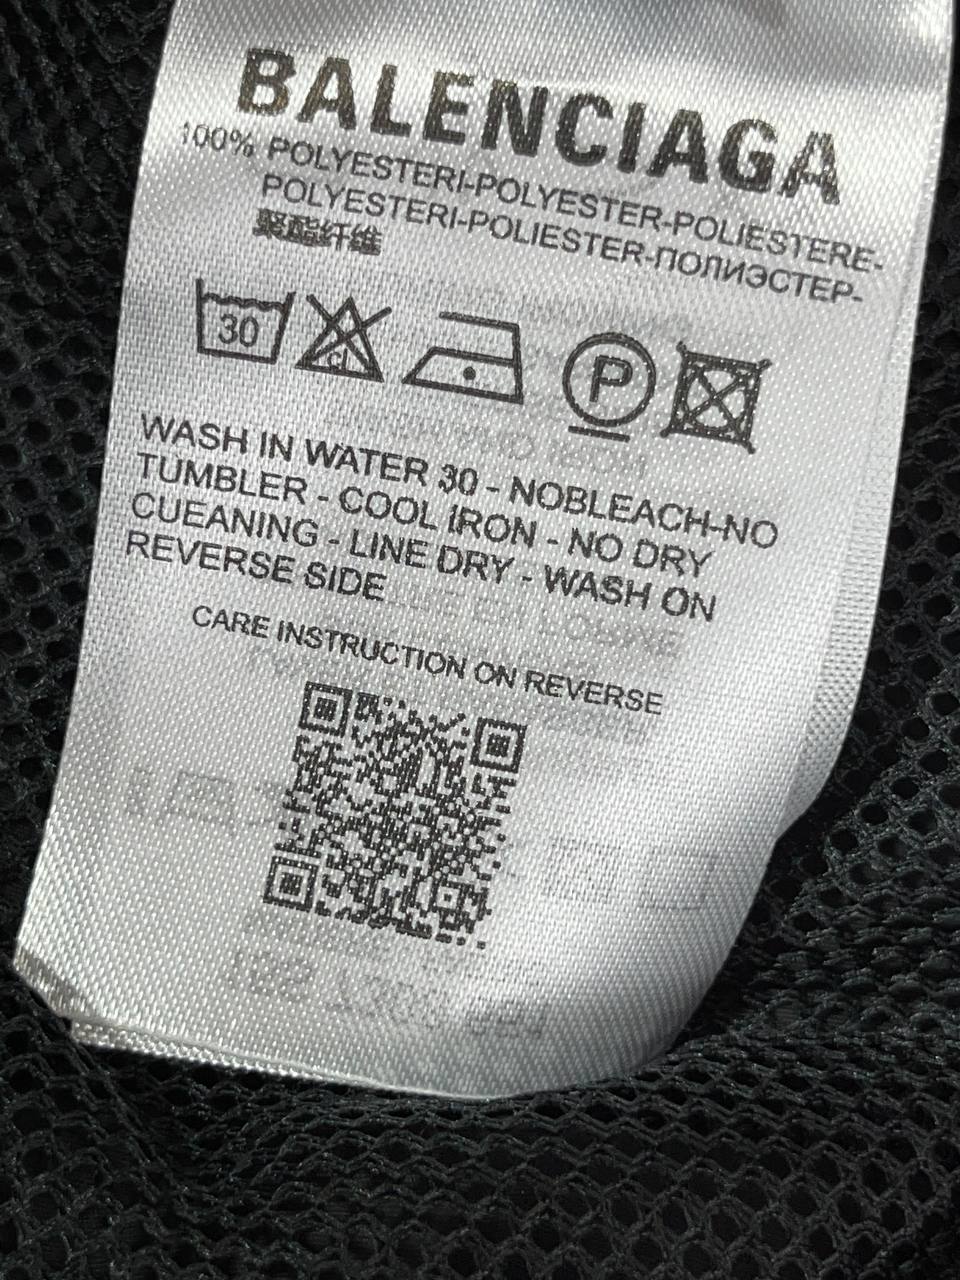 BALENCIAGA
100% POLYESTERI-POLYESTER-POLIESTERE-
POLYESTERI-POLIESTER-ПОЛИЭСТЕР-
聚酯纤维
30
cl
P
WASH IN WATER 30 - NOBLEACH-NO
TUMBLER - COOL IRON - NO DRY
CUEANING - LINE DRY - WASH ON
REVERSE SIDE
CARE INSTRUCTION ON REVERSE